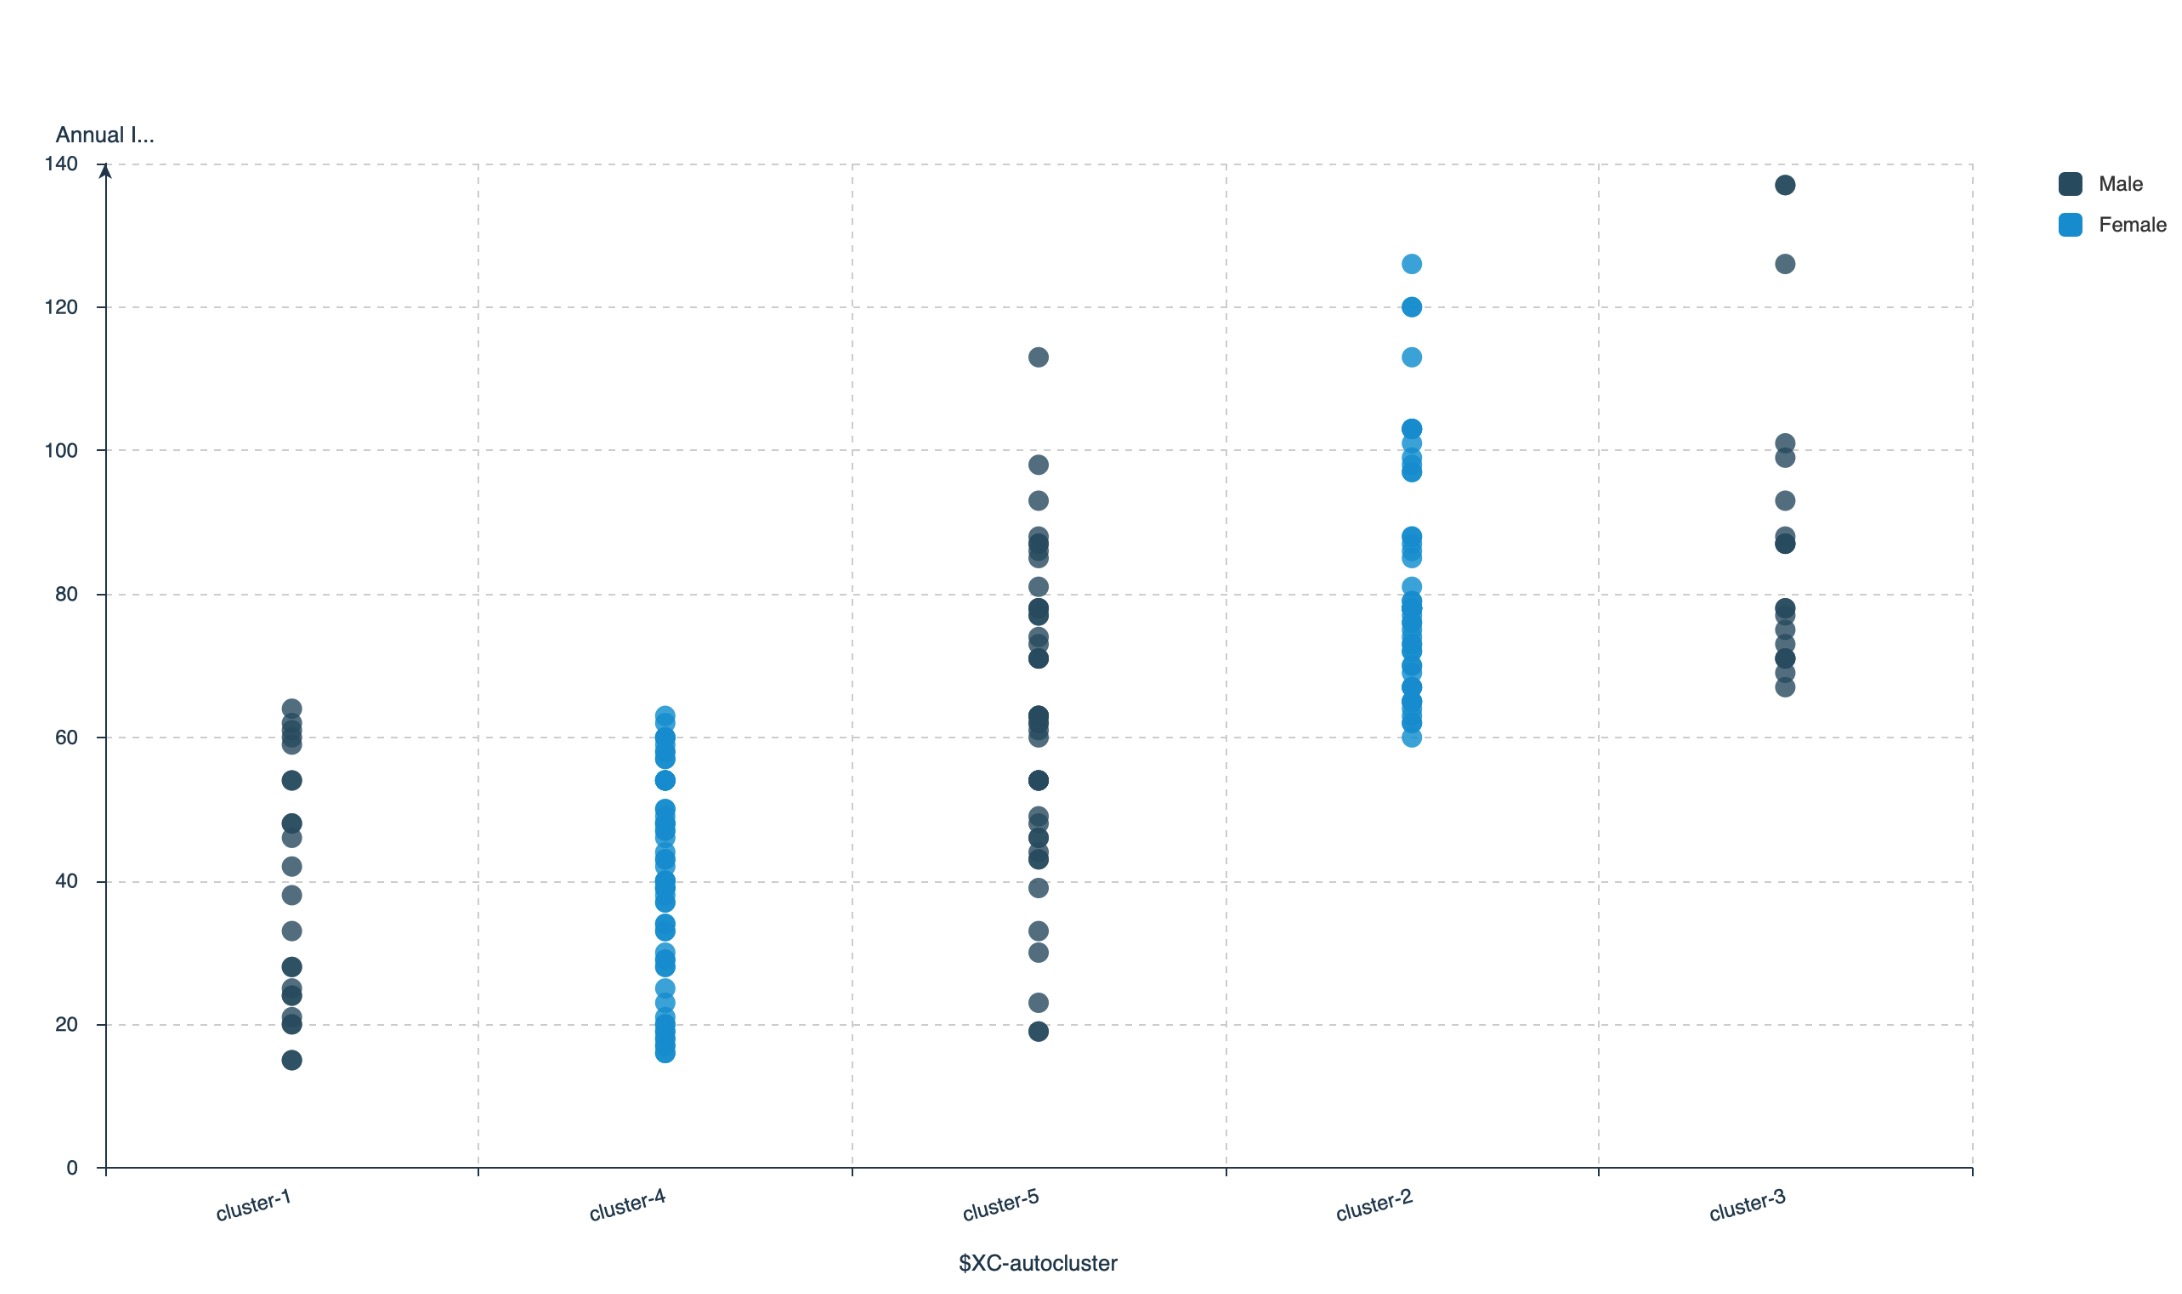 Annual I...
140
120
100
80
60
40
20
0
cluster-1
cluster-4
cluster-5
cluster-2
cluster-3
$XC-autocluster
Male
Female